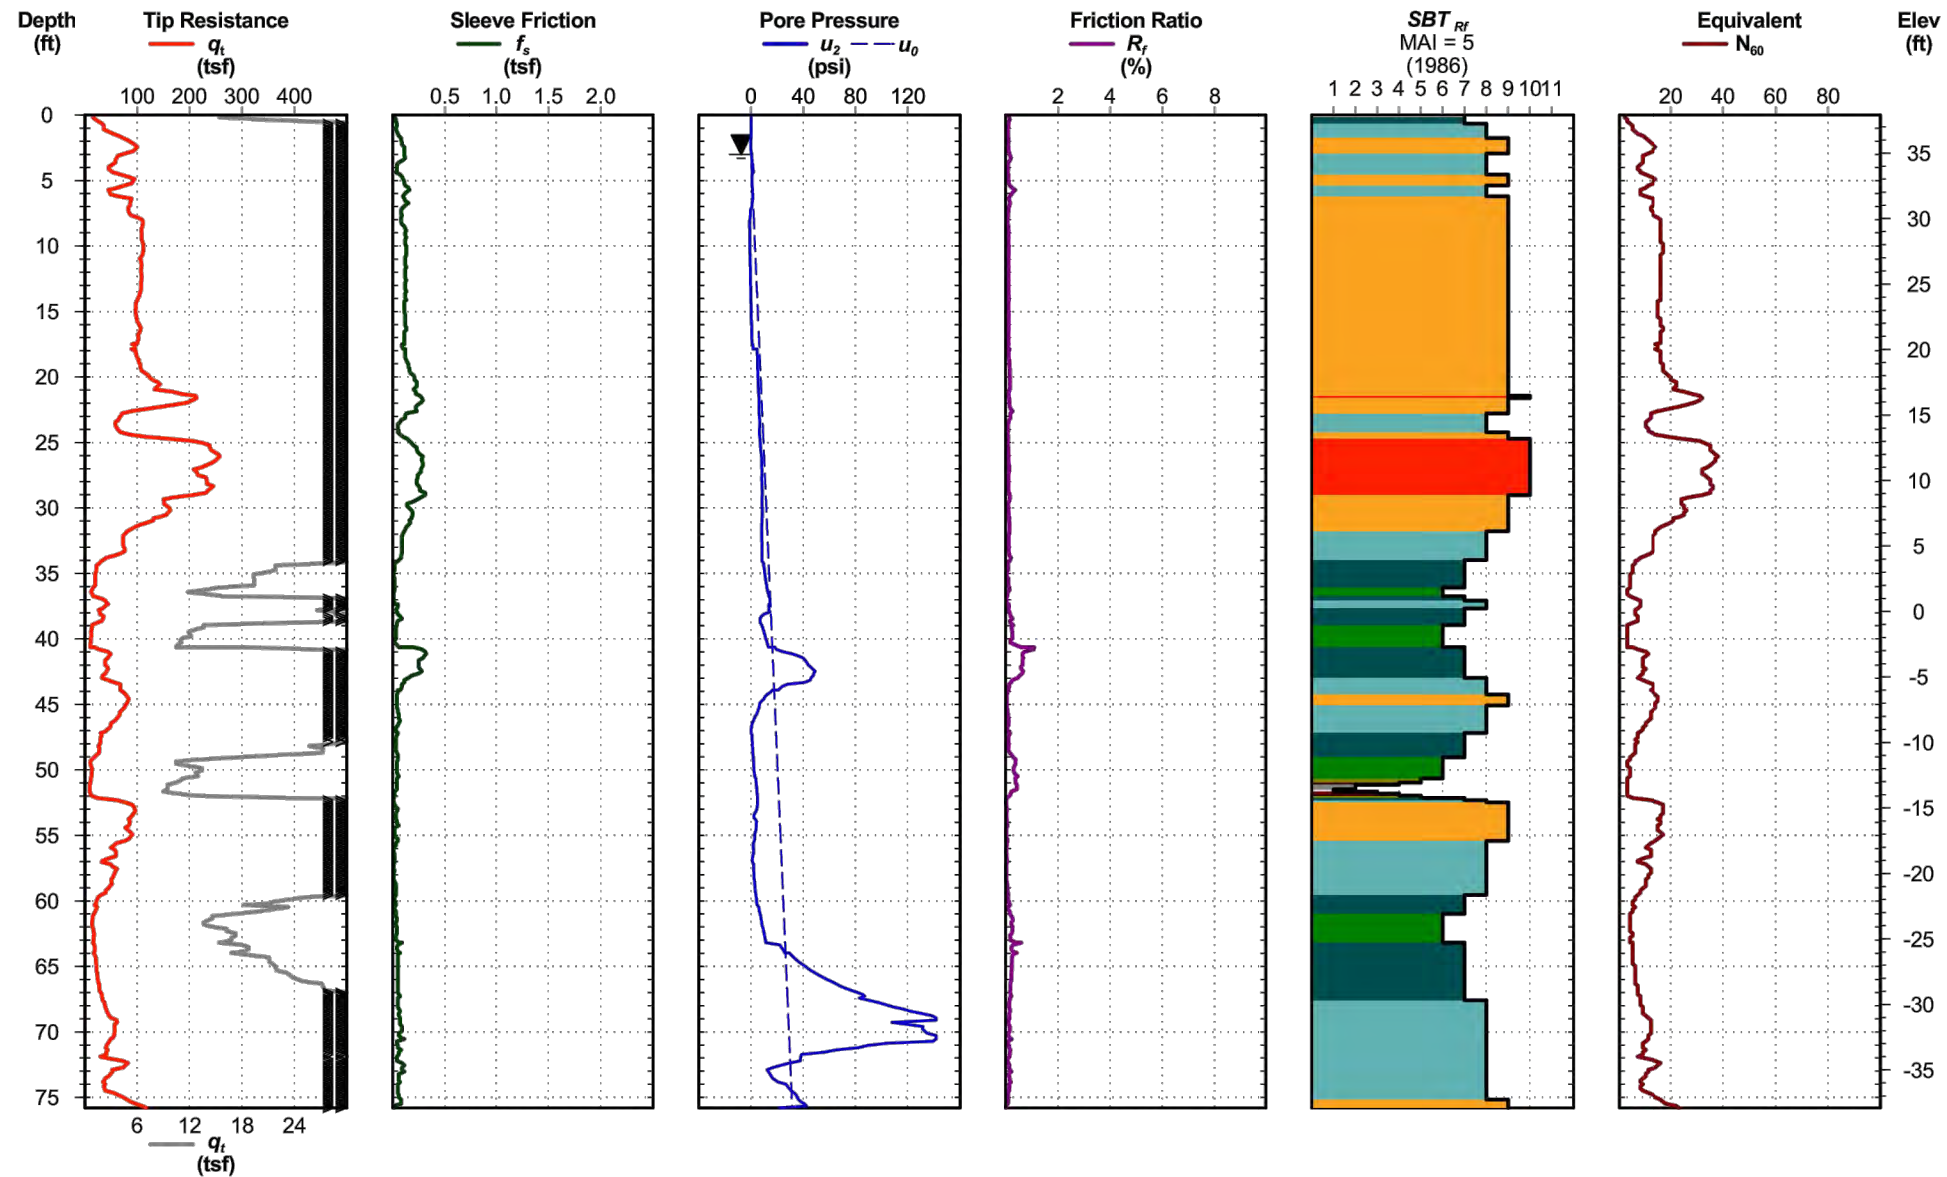 Depth
(ft)
Tip Resistance
qt
(tsf)
Sleeve Friction
fs
(tsf)
Pore Pressure
u2 u0
(psi)
Friction Ratio
Rf
(%)
SBT Rf
MAI = 5
(1986)
Equivalent
N60
Elev
(ft)
100 200 300 400
0.5 1.0 1.5 2.0
0 40 80 120
2 4 6 8
1 2 3 4 5 6 7 8 9 10 11
20 40 60 80
0
5
10
15
20
25
30
35
40
45
50
55
60
65
70
75
35
30
25
20
15
10
5
0
-5
-10
-15
-20
-25
-30
-35
6 12 18 24
qt
(tsf)